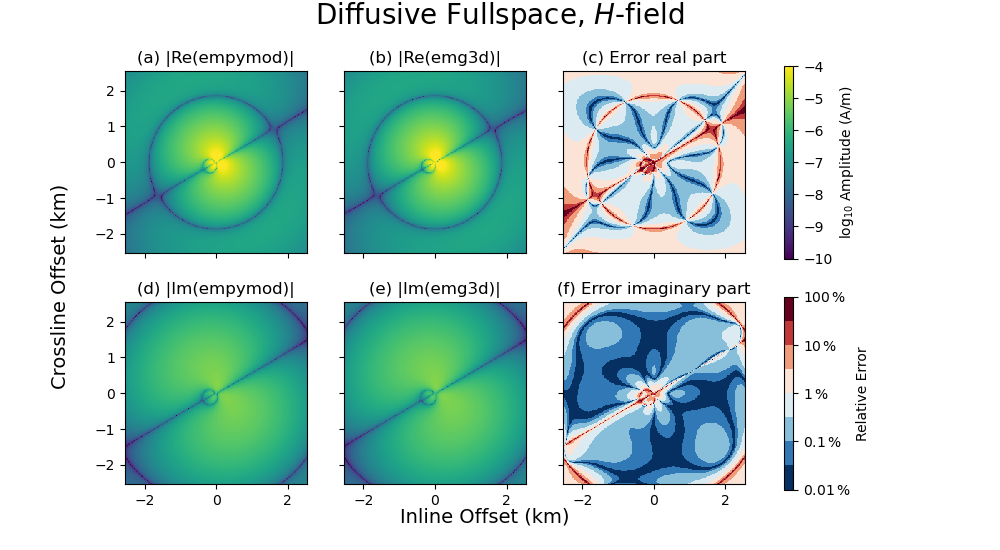 Diffusive Fullspace, H-field
(a) |Re(empymod)|
(b) |Re(emg3d)|
(c) Error real part
2
1
0
−1
−2
−4
−5
−6
−7
−8
−9
−10
log10 Amplitude (A/m)
Crossline Offset (km)
(d) |Im(empymod)|
(e) |Im(emg3d)|
(f) Error imaginary part
2
1
0
−1
−2
100 %
10 %
1 %
0.1 %
0.01 %
Relative Error
−2 0 2
−2 0 2
−2 0 2
Inline Offset (km)